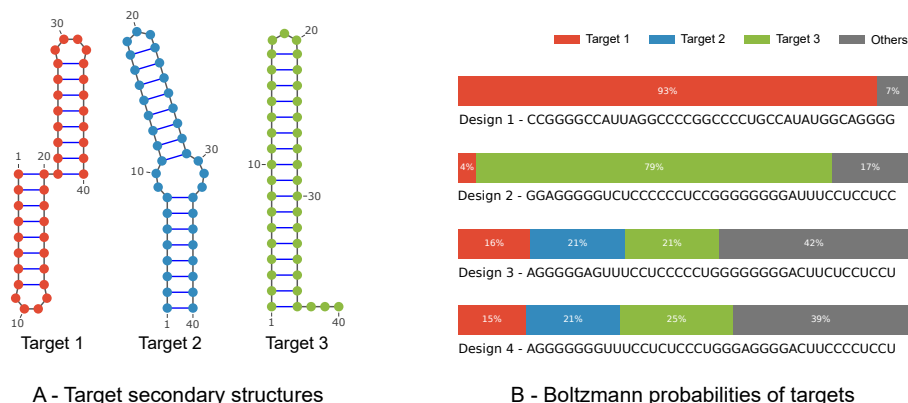 30
20
1
20
40
10
Target 1
20
10
30
1
40
Target 2
20
10
30
1
40
Target 3
A - Target secondary structures
Target 1
Target 2
Target 3
Others
93%
7%
Design 1 - CCGGGGCCAUUAGGCCCCGGCCCCUGCCAUAUGGCAGGGG
4%
79%
17%
Design 2 - GGAGGGGGUCUCCCCCCUCCGGGGGGGGAUUUCCUCCUCC
16%
21%
21%
42%
Design 3 - AGGGGGAGUUUCCUCCCCCUGGGGGGGGACUUCUCCUCCU
15%
21%
25%
39%
Design 4 - AGGGGGGGUUUCCUCUCCCUGGGAGGGGACUUCCCCUCCU
B - Boltzmann probabilities of targets